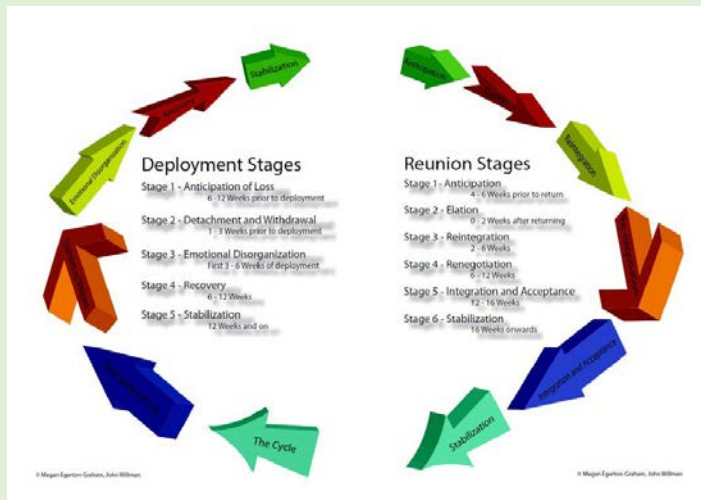 Stabilization
Recovery
Emotional Disorganization
Deployment Stages
Stage 1 - Anticipation of Loss
6 -12 Weeks prior to deployment
Stage 2 - Detachment and Withdrawal
1 - 3 Weeks prior to deployment
Stage 3 - Emotional Disorganization
First 3 - 6 Weeks of deployment
Stage 4 - Recovery
6 - 12 Weeks
Stage 5 - Stabilization
12 Weeks and on
The Cycle
© Megan Egerton-Graham, John Willman
Anticipation
Reintegration
Reunion Stages
Stage 1 - Anticipation
4 - 6 Weeks prior to return
Stage 2 - Elation
0 - 2 Weeks after returning
Stage 3 - Reintegration
2 - 6 Weeks
Stage 4 - Renegotiation
6 - 12 Weeks
Stage 5 - Integration and Acceptance
12 - 16 Weeks
Stage 6 - Stabilization
16 Weeks onwards
Integration and Acceptance
Stabilization
© Megan Egerton-Graham, John Willman